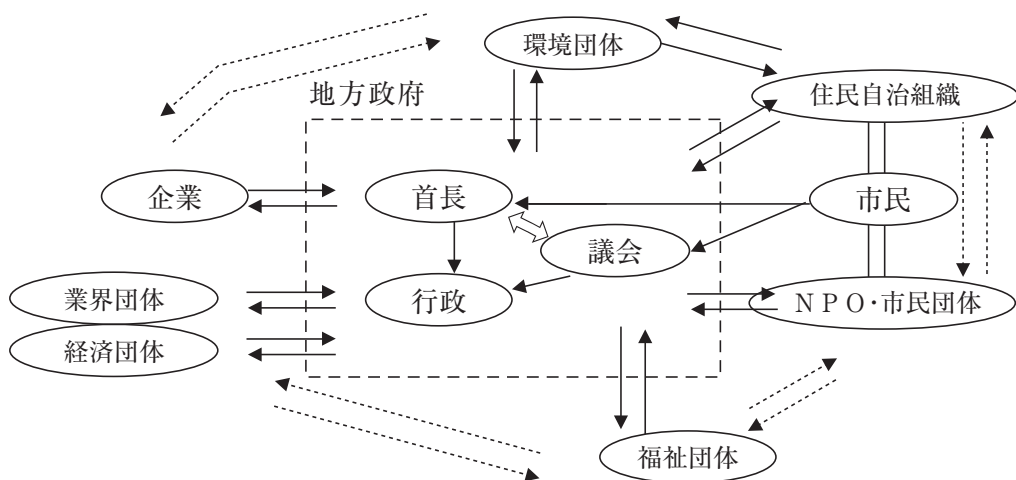 環境団体
地方政府
住民自治組織
企業
首長
市民
議会
業界団体
行政
NPO・市民団体
経済団体
福祉団体